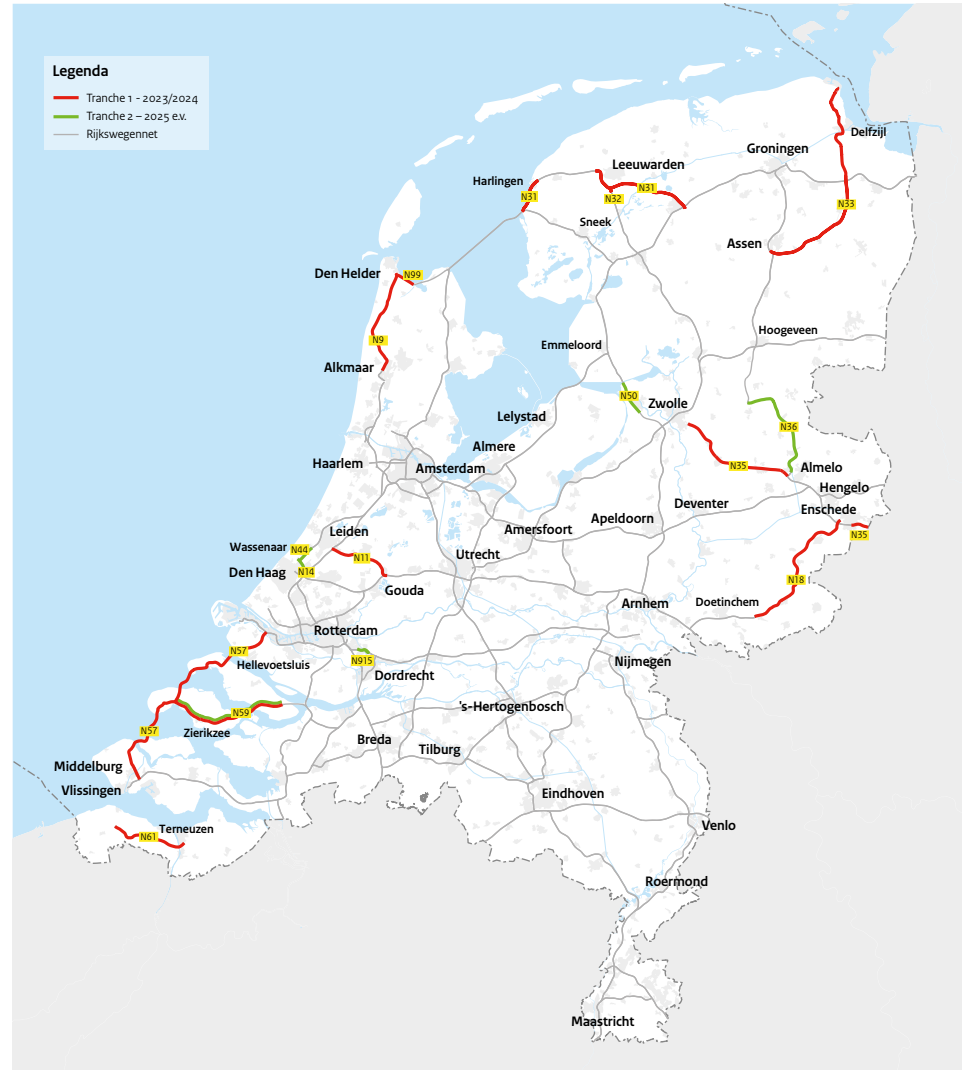 Legenda
Tranche 1 - 2023/2024
Tranche 2 – 2025 e.v.
Rijkswegennet
Delfzijl
Groningen
Leeuwarden
Harlingen
N31
N31
N32
N33
Sneek
Assen
Den Helder
N99
N9
Hoogeveen
Emmeloord
Alkmaar
N50
Zwolle
Lelystad
N36
Almere
Haarlem
Amsterdam
N35
Almelo
Hengelo
Deventer
Enschede
Apeldoorn
Amersfoort
Leiden
N35
Wassenaar
N44
N11
Utrecht
Den Haag
N14
N18
Gouda
Doetinchem
Arnhem
Rotterdam
N57
Hellevoetsluis
N915
Nijmegen
Dordrecht
's-Hertogenbosch
N59
Zierikzee
N57
Breda
Tilburg
Middelburg
Vlissingen
Eindhoven
Terneuzen
N61
Venlo
Roermond
Maastricht